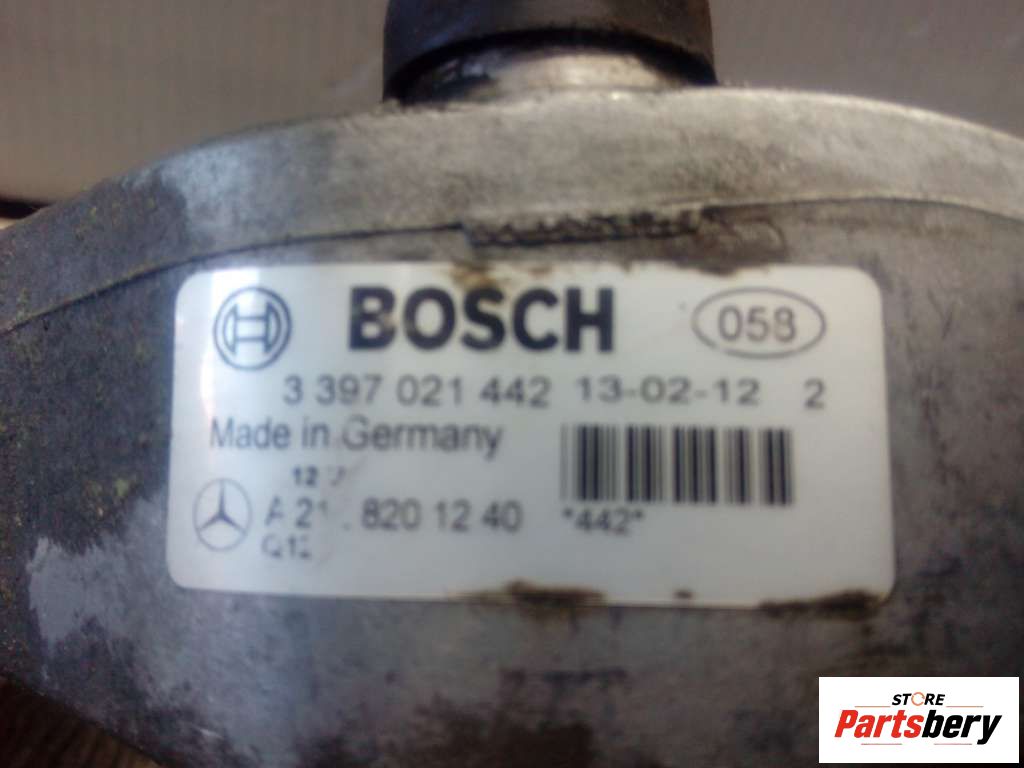 BOSCH 058
3 397 021 442 13-02-12 2
Made in Germany
12
A 820 12 40 *442*
STORE
Partsbery